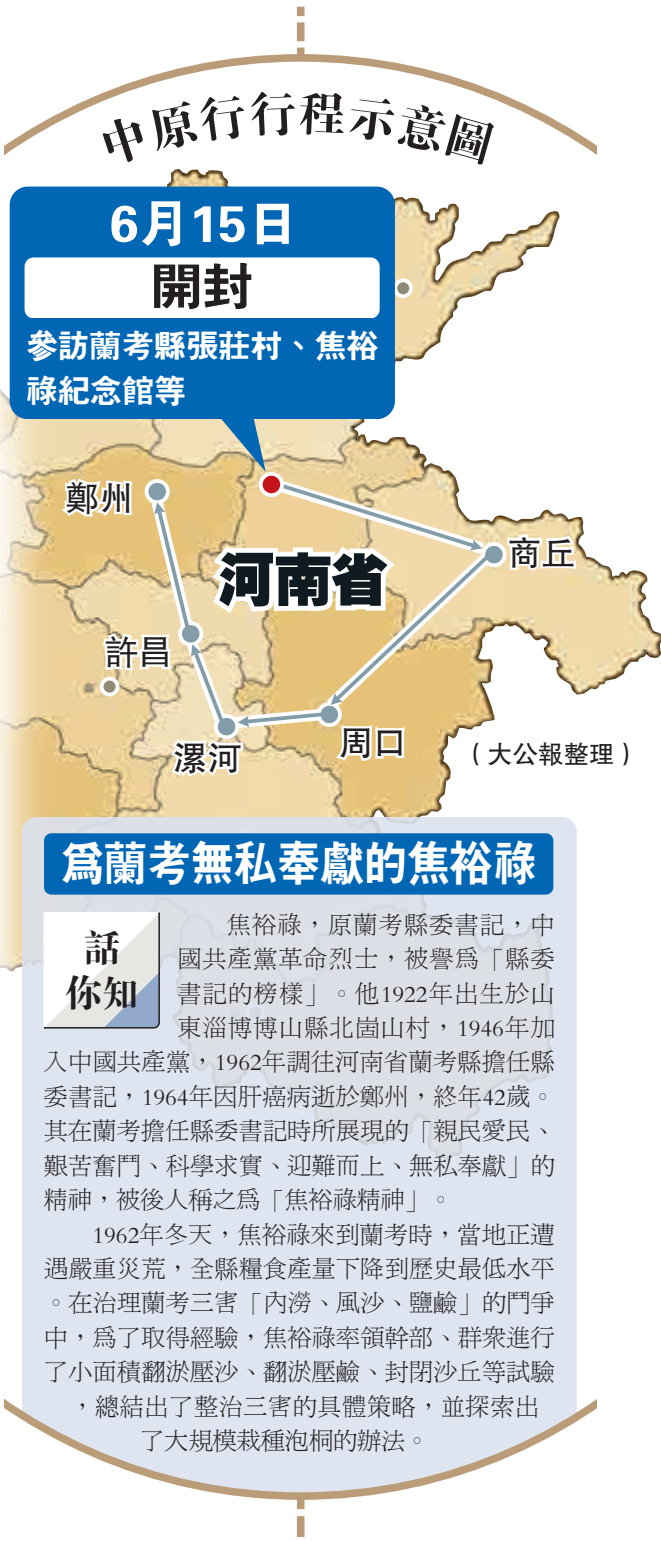 中原行行程示意圖
6月15日
開封
參訪蘭考縣張莊村、焦裕
祿紀念館等
鄭州
河南省
商丘
許昌
漯河
周口
（大公報整理）
爲蘭考無私奉獻的焦裕祿
話
你知
焦裕祿，原蘭考縣委書記，中
國共產黨革命烈士，被譽爲「縣委
書記的榜樣」。他1922年出生於山
東淄博博山縣北崮山村，1946年加
入中國共產黨，1962年調往河南省蘭考縣擔任縣
委書記，1964年因肝癌病逝於鄭州，終年42歲。
其在蘭考擔任縣委書記時所展現的「親民愛民、
艱苦奮鬥、科學求實、迎難而上、無私奉獻」的
精神，被後人稱之爲「焦裕祿精神」。
1962年冬天，焦裕祿來到蘭考時，當地正遭
遇嚴重災荒，全縣糧食產量下降到歷史最低水平
。在治理蘭考三害「內澇、風沙、鹽鹼」的鬥爭
中，爲了取得經驗，焦裕祿率領幹部、群衆進行
了小面積翻淤壓沙、翻淤壓鹼、封閉沙丘等試驗
，總結出了整治三害的具體策略，並探索出
了大規模栽種泡桐的辦法。